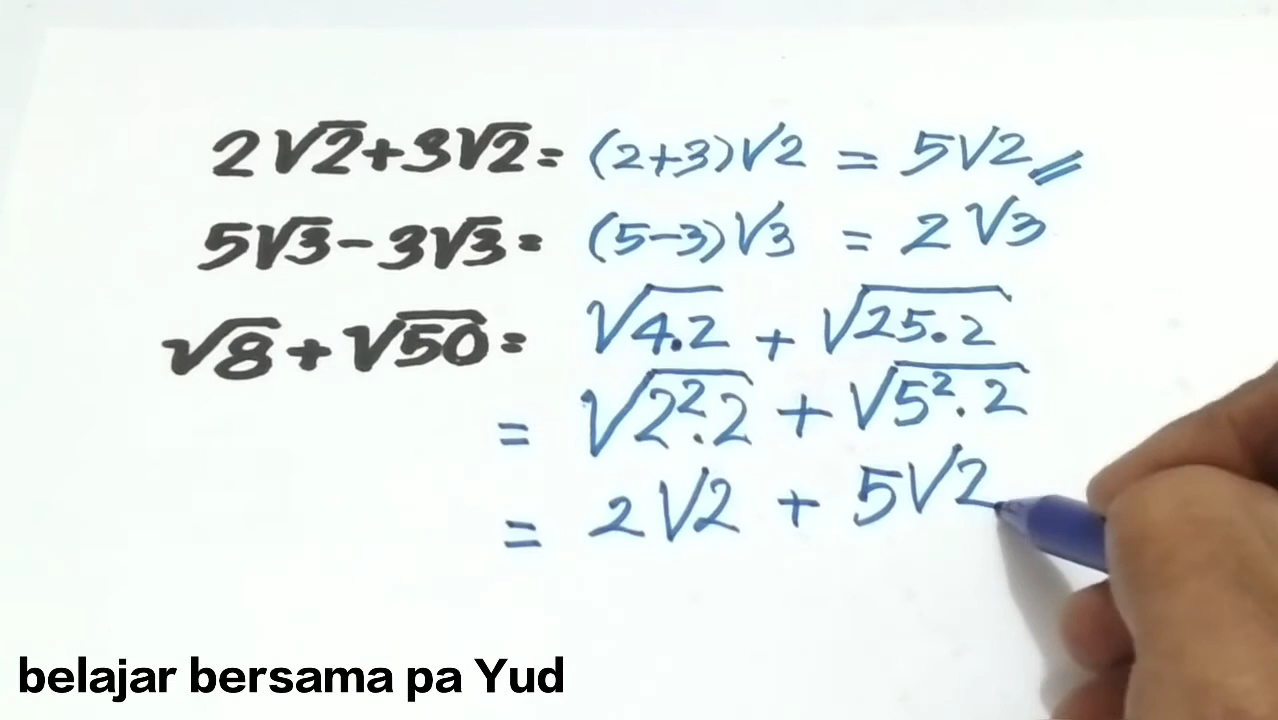 2√2+3√2= (2+3)√2 = 5√2
5√3-3√3= (5-3)√3 = 2√3
√8+√50= √4.2 + √25.2
= √2².2 + √5².2
= 2√2 + 5√2
belajar bersama pa Yud